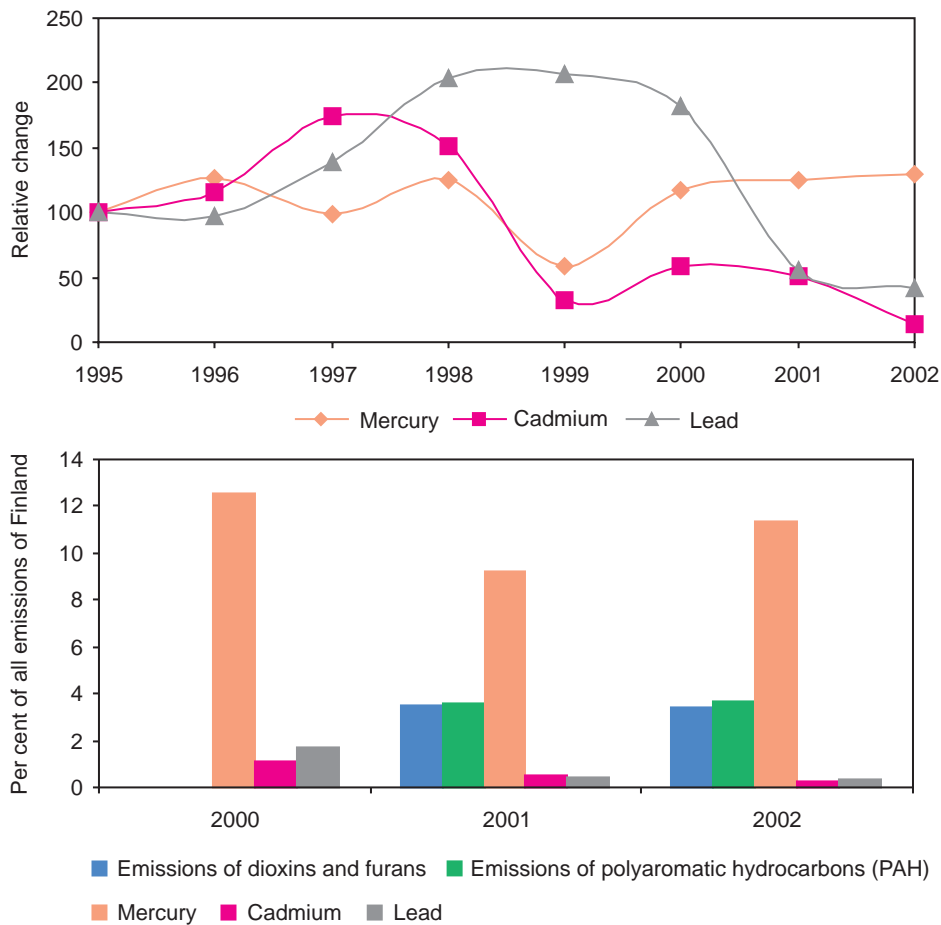 250
200
150
100
50
0
Relative change
1995 1996 1997 1998 1999 2000 2001 2002
Mercury Cadmium Lead
14
12
10
8
6
4
2
0
Per cent of all emissions of Finland
2000 2001 2002
Emissions of dioxins and furans Emissions of polyaromatic hydrocarbons (PAH)
Mercury Cadmium Lead